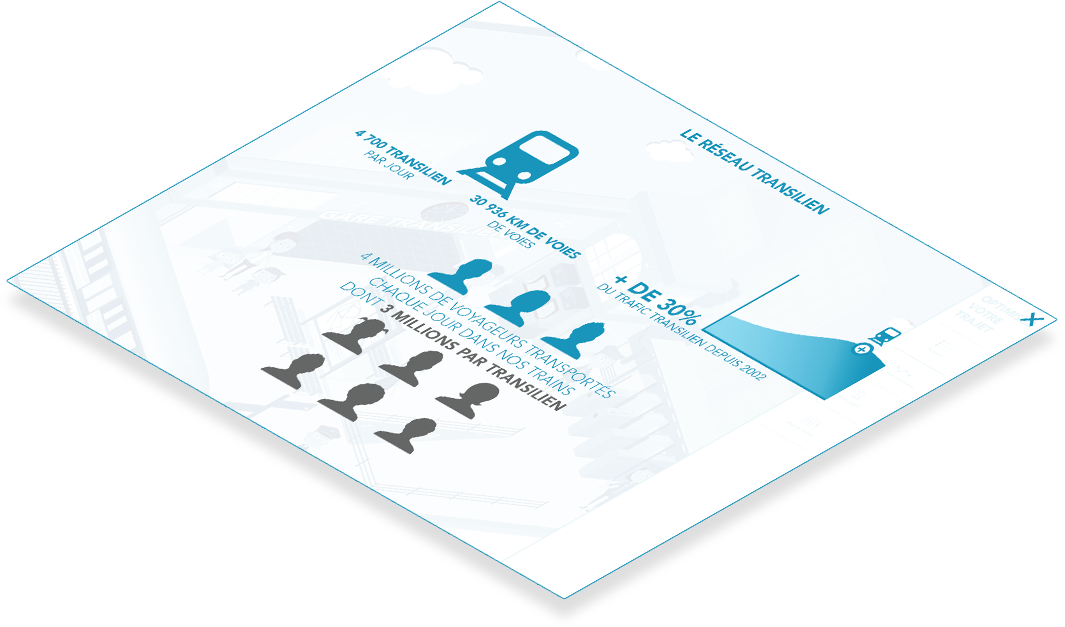 LE RÉSEAU TRANSILIEN
4 700 TRANSILIEN
PAR JOUR
30 936 KM DE VOIES
DE VOIES
4 MILLIONS DE VOYAGEURS TRANSPORTÉS
CHAQUE JOUR DANS NOS TRAINS
DONT 3 MILLIONS PAR TRANSILIEN
+ DE 30%
DU TRAFIC TRANSILIEN DEPUIS 2002
VOTRE
TRAJET